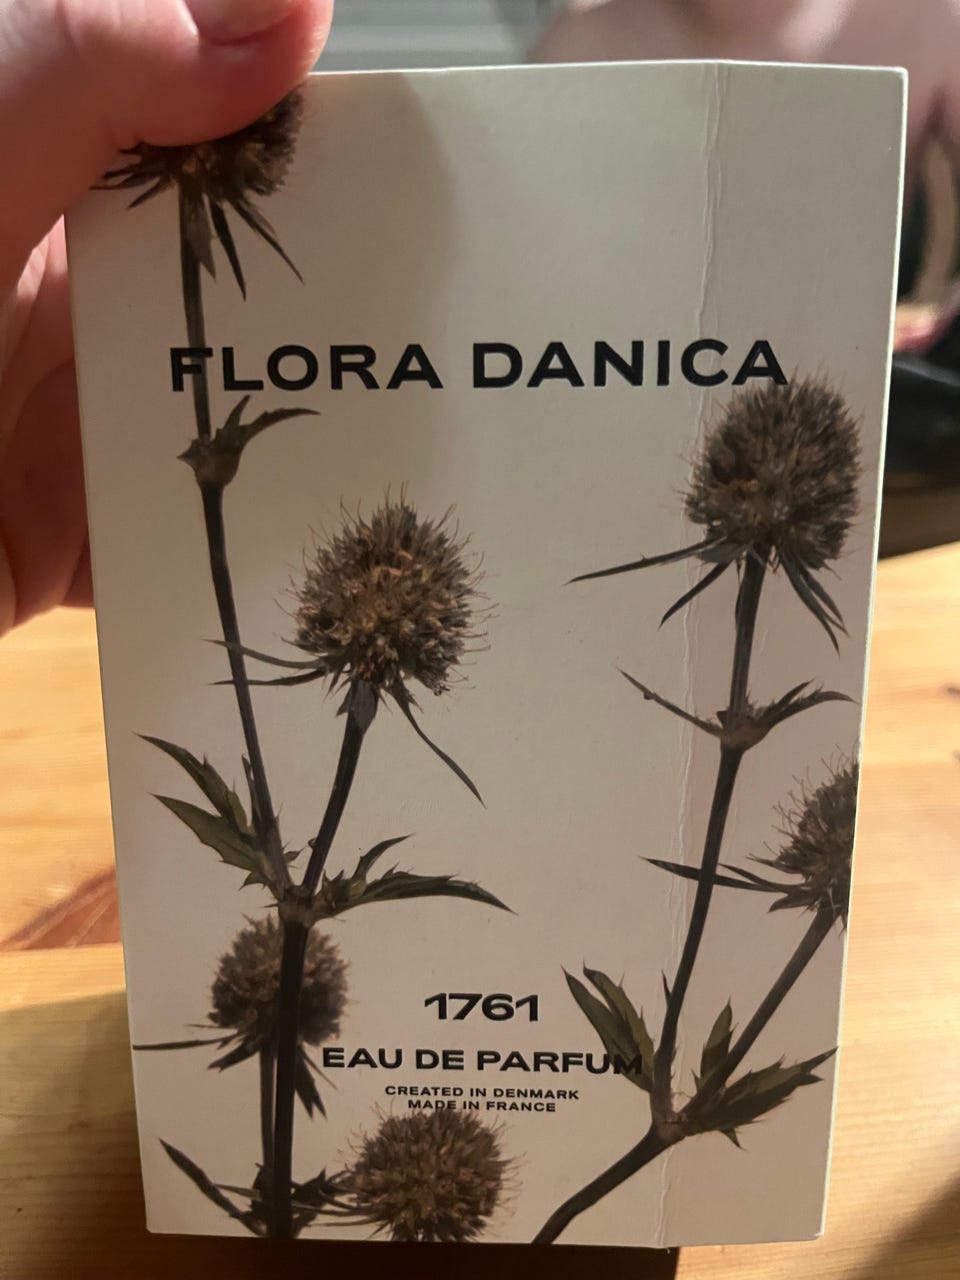 FLORA DANICA
1761
EAU DE PARFUM
CREATED IN DENMARK
MADE IN FRANCE